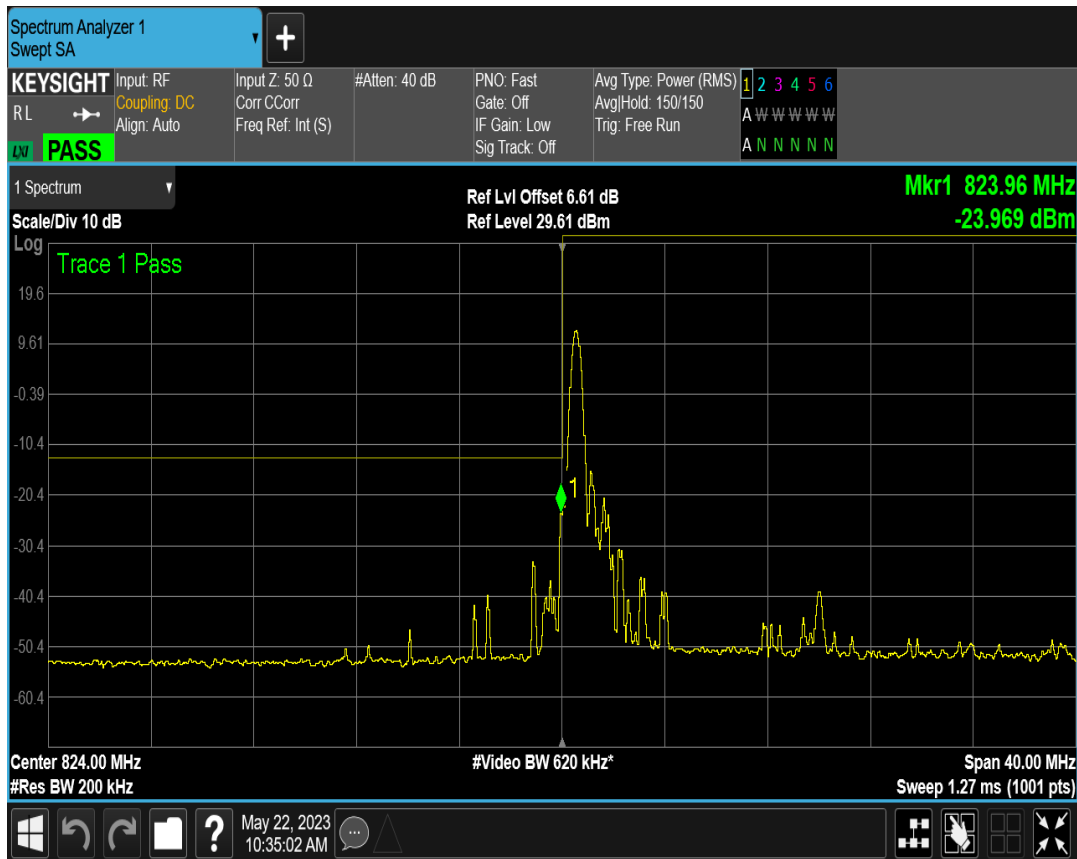 Spectrum Analyzer 1
Swept SA
+
KEYSIGHT
RL
LXI PASS
Input: RF
Coupling: DC
Align: Auto
Input Z: 50 Ω
Corr CCorr
Freq Ref: Int (S)
#Atten: 40 dB
PNO: Fast
Gate: Off
IF Gain: Low
Sig Track: Off
Avg Type: Power (RMS)
Avg|Hold: 150/150
Trig: Free Run
1 2 3 4 5 6
A W W W W W
A N N N N N
1 Spectrum
Scale/Div 10 dB
Ref Lvl Offset 6.61 dB
Ref Level 29.61 dBm
Mkr1 823.96 MHz
-23.969 dBm
Log
Trace 1 Pass
19.6
9.61
-0.39
-10.4
1
-20.4
-30.4
-40.4
-50.4
-60.4
Center 824.00 MHz
#Res BW 200 kHz
#Video BW 620 kHz*
Span 40.00 MHz
Sweep 1.27 ms (1001 pts)
?
May 22, 2023
10:35:02 AM